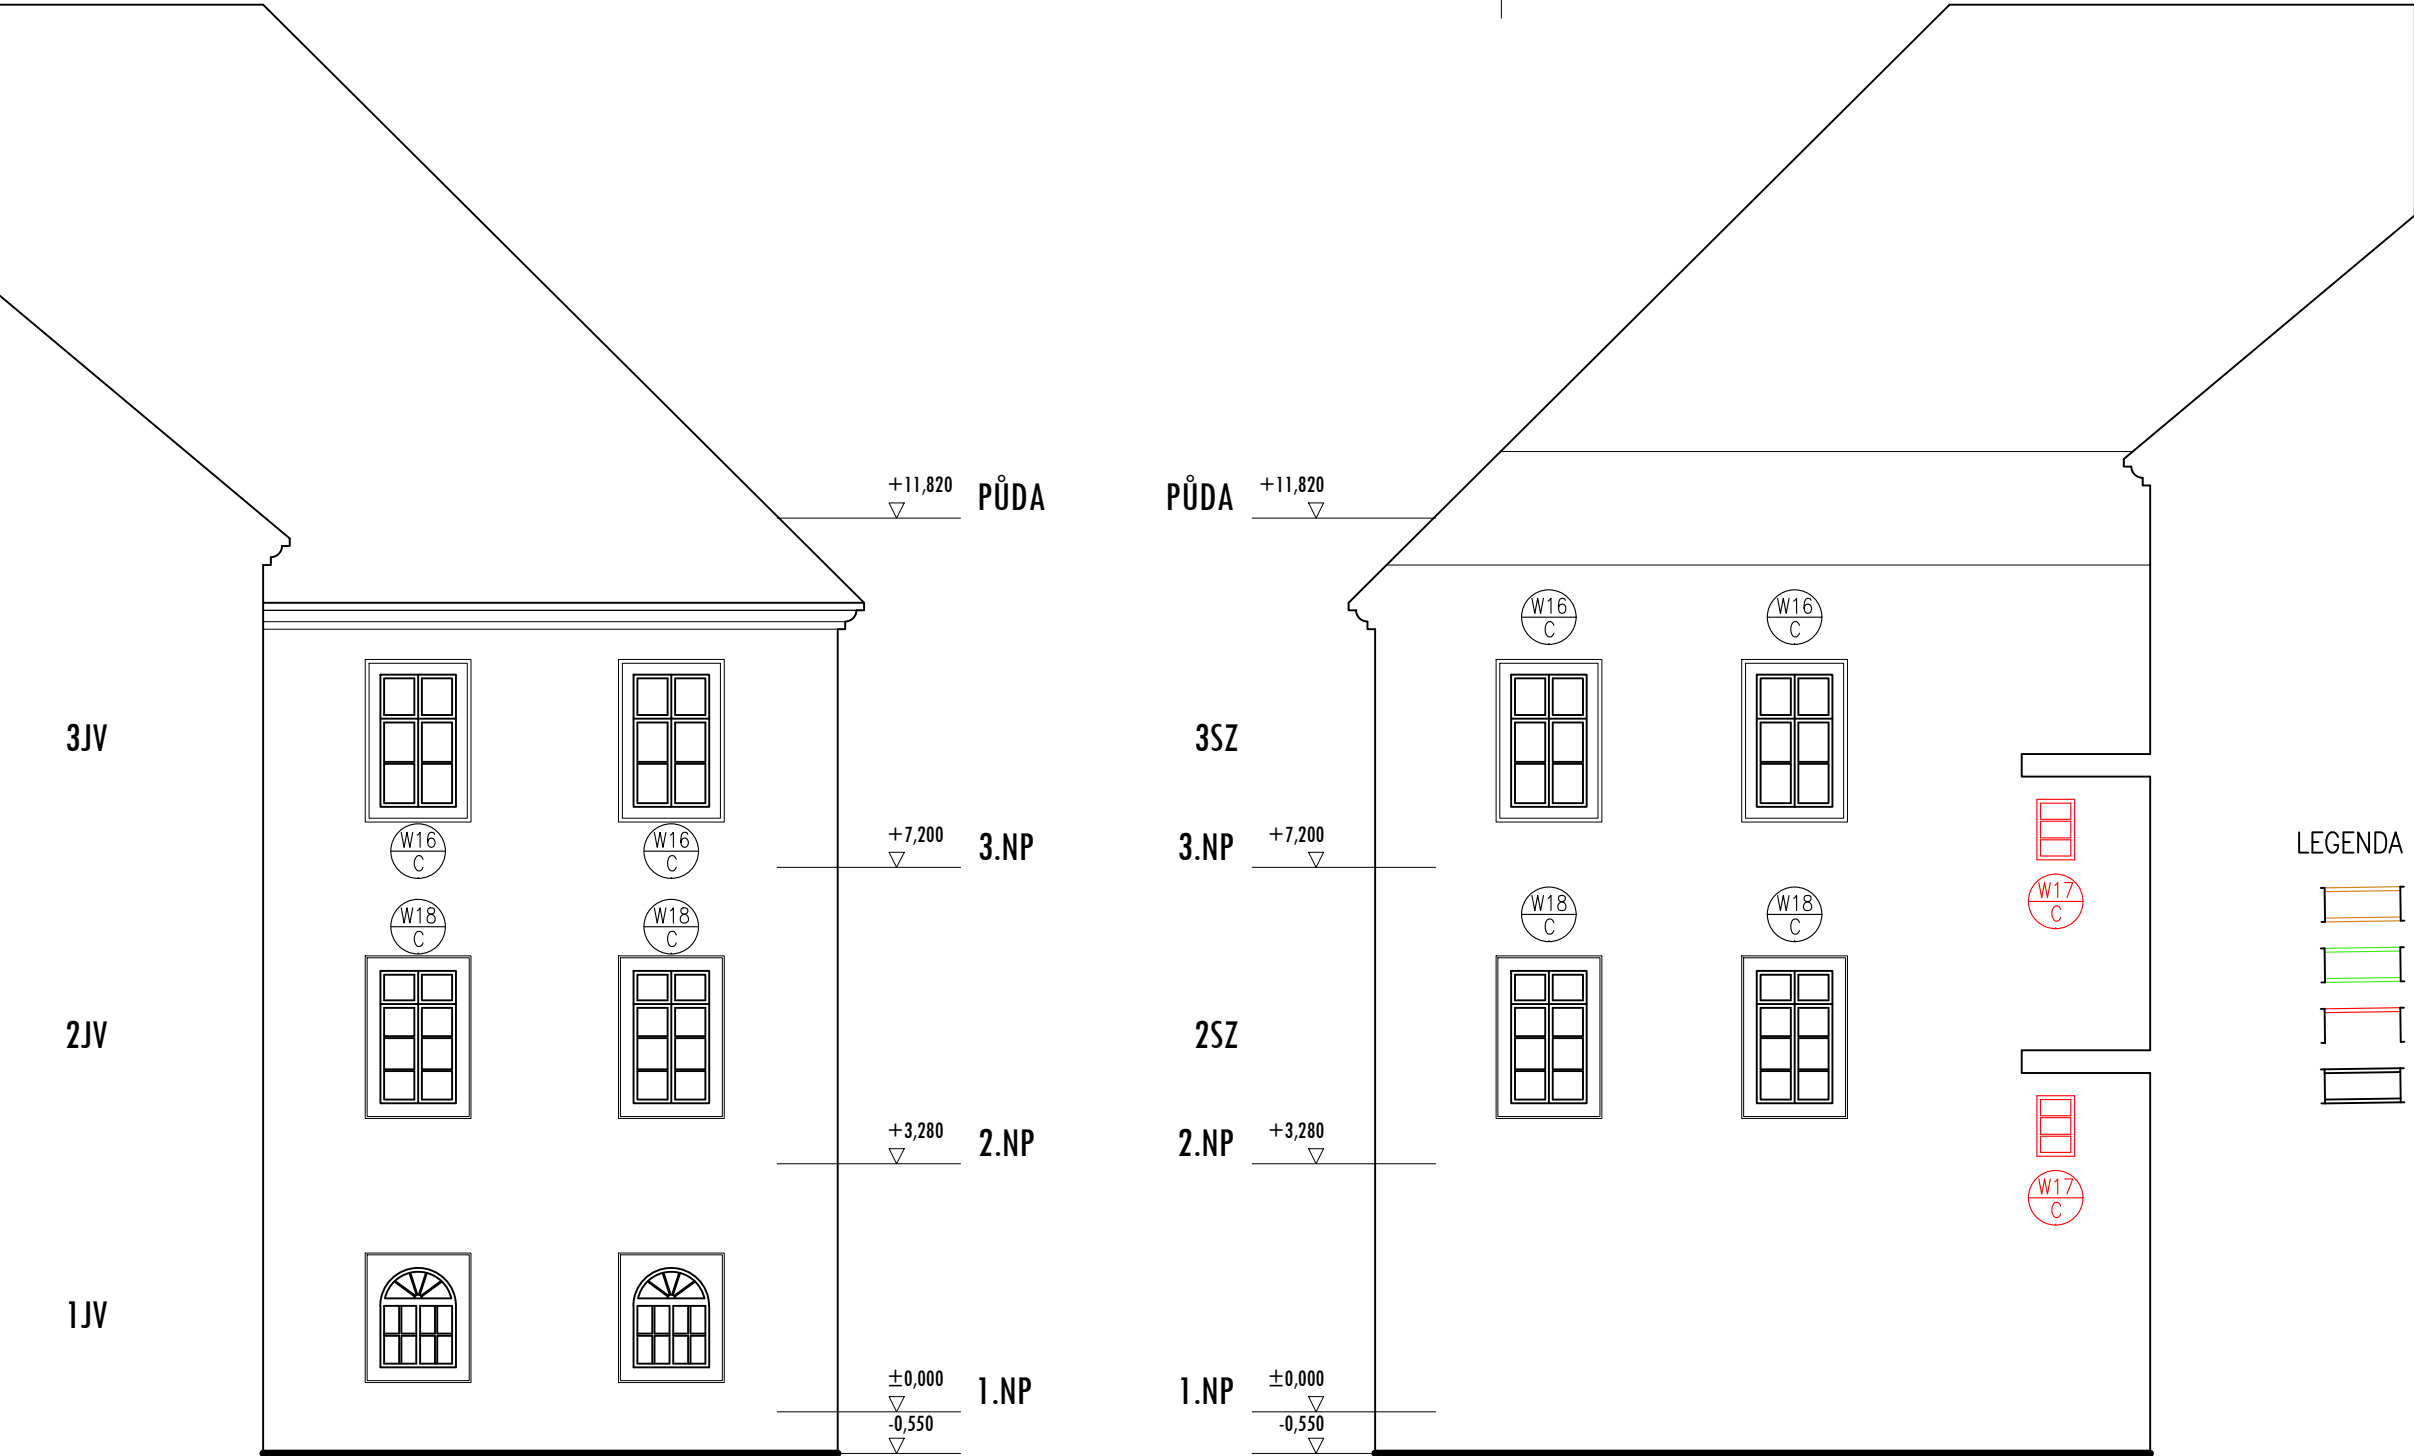 +11,820 PŮDA PŮDA +11,820
W16 C W16 C
3JV 3SZ
W16 C W16 C +7,200 3.NP 3.NP +7,200 LEGENDA
W17 C
W18 C W18 C W18 C W18 C
2JV 2SZ
+3,280 2.NP 2.NP +3,280
W17 C
1JV
±0,000 1.NP 1.NP ±0,000
-0,550 -0,550